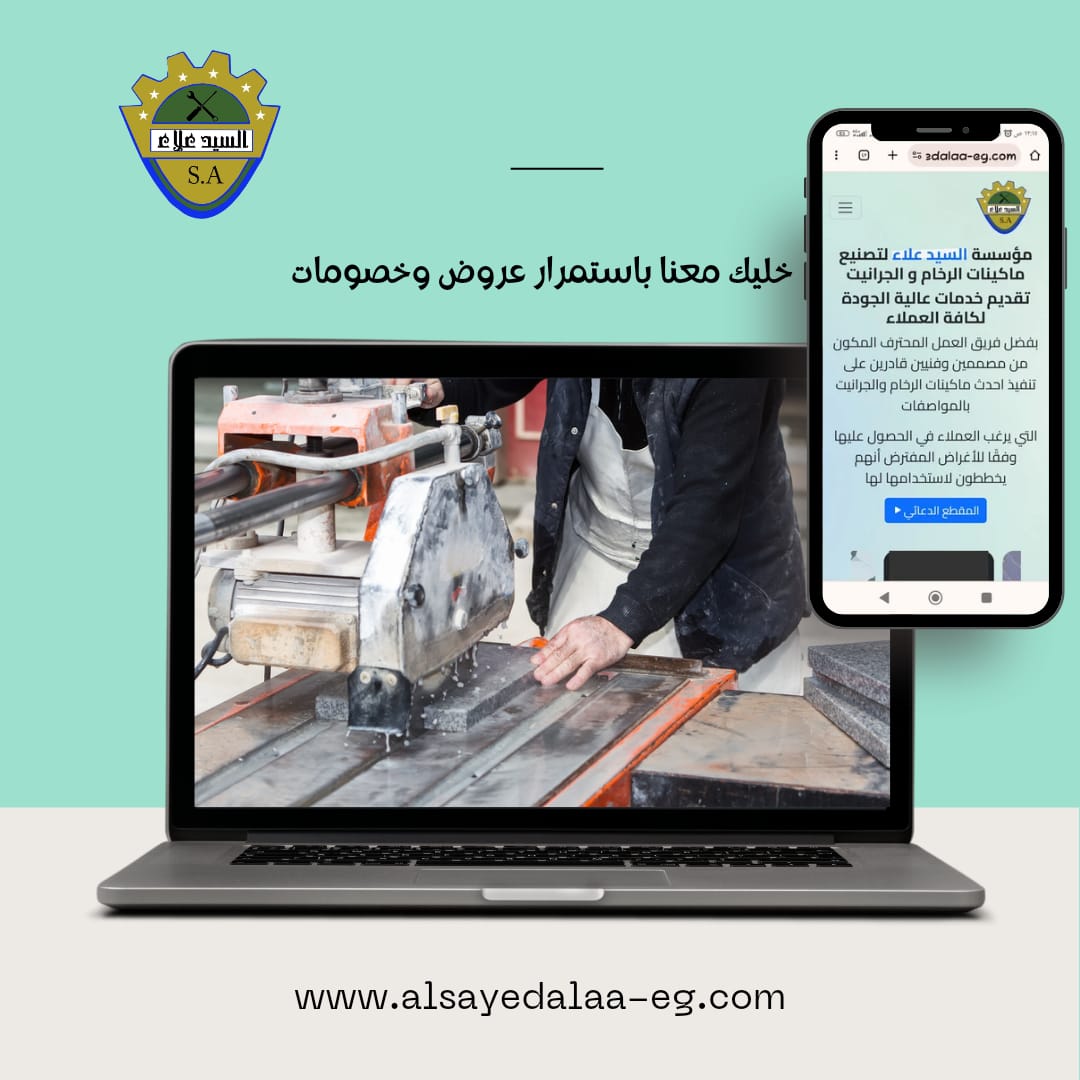 السيد علاء
S.A
خليك معنا باستمرار عروض وخصومات
١٢:١٤ ص
edalaa-eg.com
السيد علاء
S.A
مؤسسة السيد علاء لتصنيع
ماكينات الرخام و الجرانيت
تقديم خدمات عالية الجودة
لكافة العملاء
بفضل فريق العمل المحترف المكون
من مصممين وفنيين قادرين على
تنفيذ احدث ماكينات الرخام والجرانيت
بالمواصفات
التي يرغب العملاء في الحصول عليها
وفقًا للأغراض المفترض أنهم
يخططون لاستخدامها لها
المقطع الدعائي
www.alsayedalaa-eg.com